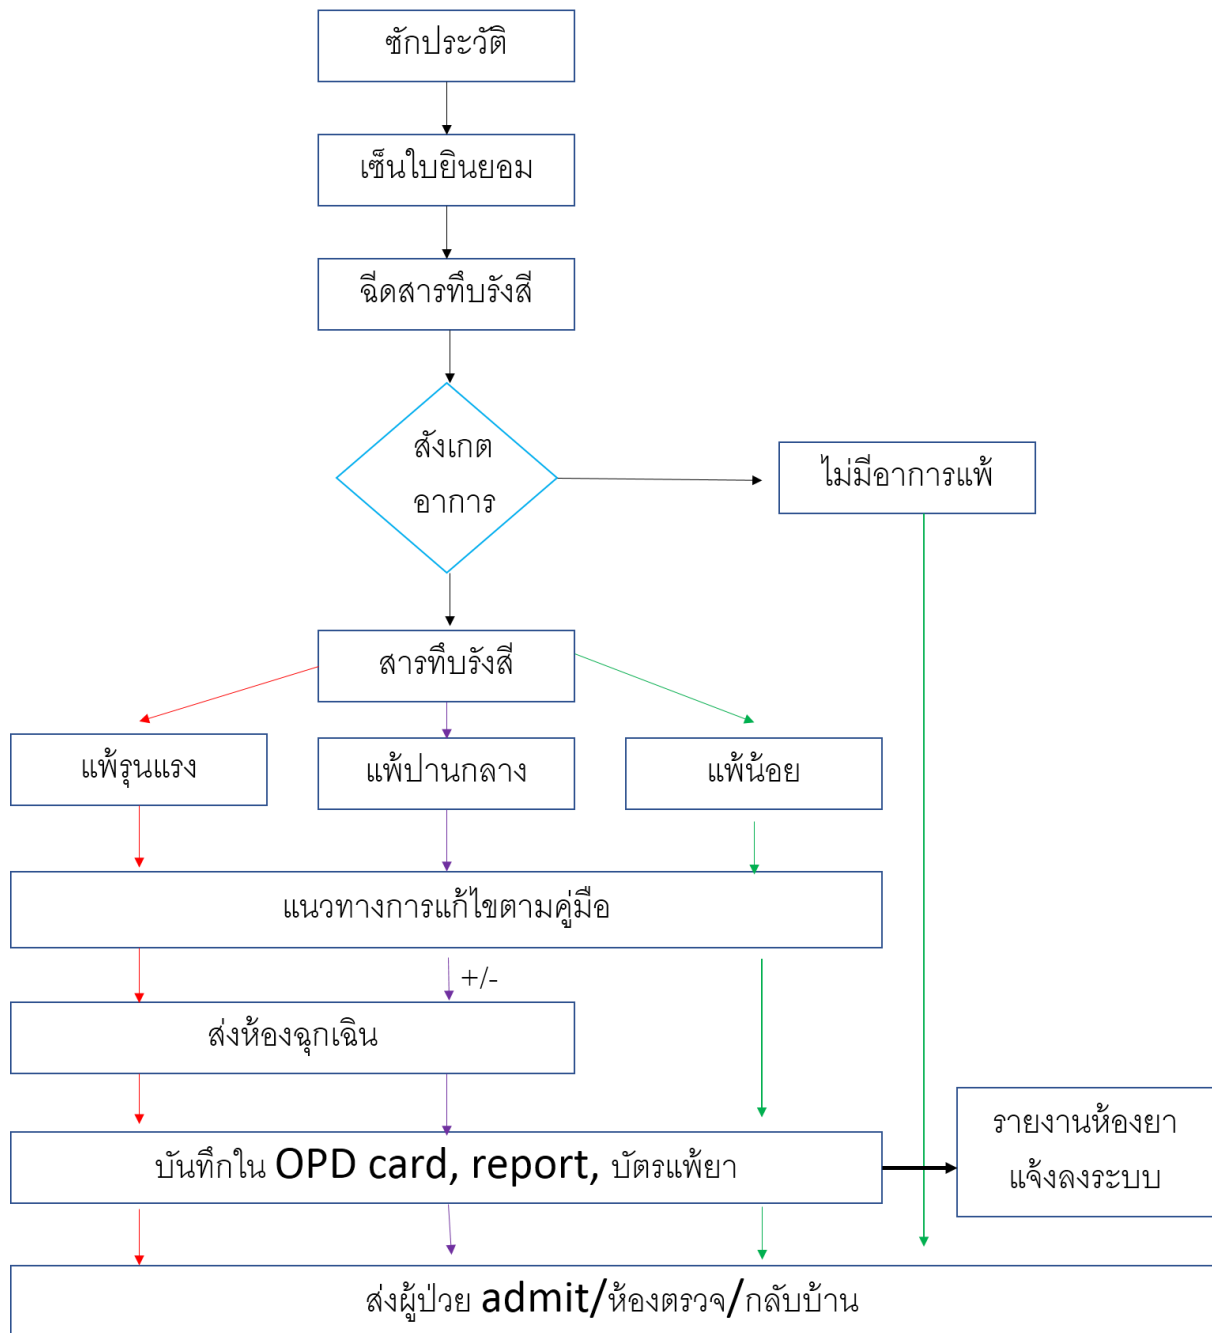 ซักประวัติ
เซ็นใบยินยอม
ฉีดสารทึบรังสี
สังเกต
อาการ
ไม่มีอาการแพ้
สารทึบรังสี
แพ้รุนแรง
แพ้ปานกลาง
แพ้น้อย
แนวทางการแก้ไขตามคู่มือ
+/-
ส่งห้องฉุกเฉิน
บันทึกใน OPD card, report, บัตรแพ้ยา
รายงานห้องยา
แจ้งลงระบบ
ส่งผู้ป่วย admit/ห้องตรวจ/กลับบ้าน